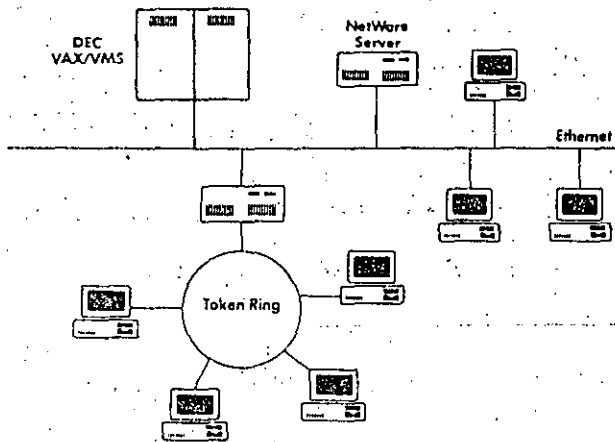 DEC
VAX/VMS
NetWare
Server
Ethernet
Token Ring